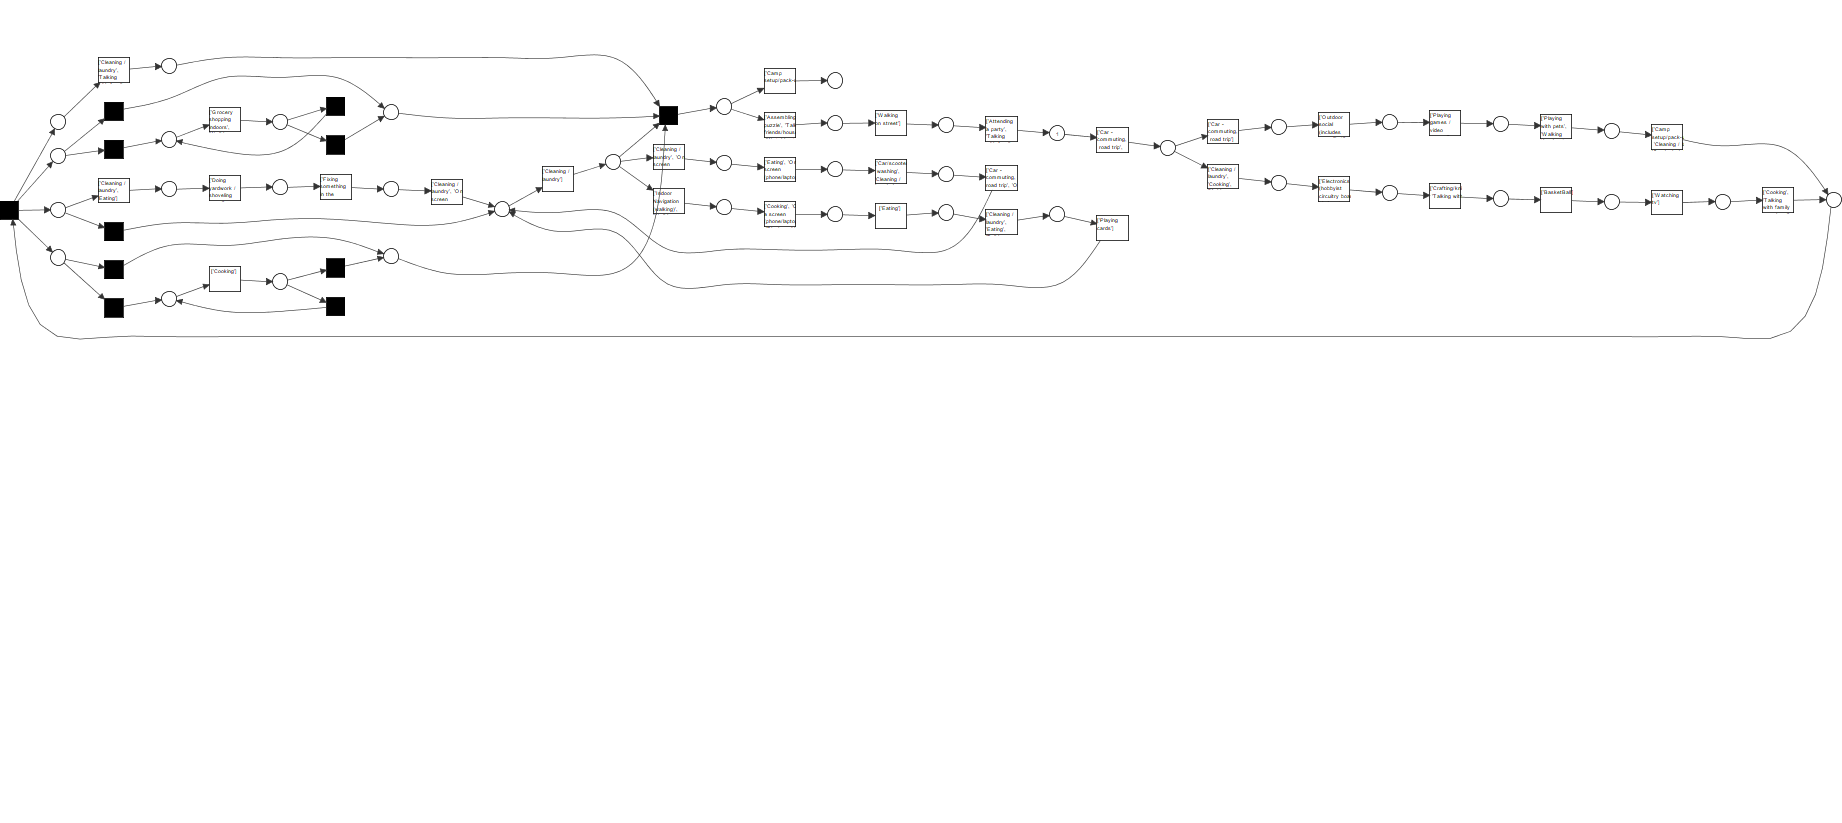 ['Cleaning /
laundry',
'Talking
['Grocery
shopping
indoors',
['Cleaning /
laundry',
'Eating']
['Doing
yardwork /
shoveling
['Fixing
something
in the
['Cleaning /
laundry', 'On
screen
['Cooking']
['Cleaning /
laundry']
['Cleaning /
laundry', 'On
screen
['Indoor
Navigation
(walking)',
['Camp
setup/pack-
['Assembling
puzzle', 'Talk
friends/hous
['Eating', 'On
screen
(phone/lapto
['Cooking', 'O
a screen
(phone/lapto
['Walking
on street']
['Car/scooter
washing',
'Cleaning /
['Eating']
['Attending
a party',
'Talking
['Car -
commuting,
road trip', 'O
['Cleaning /
laundry',
'Eating',
1
['Car -
commuting,
road trip',
['Playing
cards']
['Car -
commuting,
road trip']
['Cleaning /
laundry',
'Cooking',
['Outdoor
social
(includes
['Electronics
(hobbyist
circuitry boa
['Playing
games /
video
['Crafting/kni
'Talking with
['Playing
with pets',
'Walking
['BasketBall
['Camp
setup/pack-
'Cleaning /
['Watching
tv']
['Cooking',
'Talking
with family